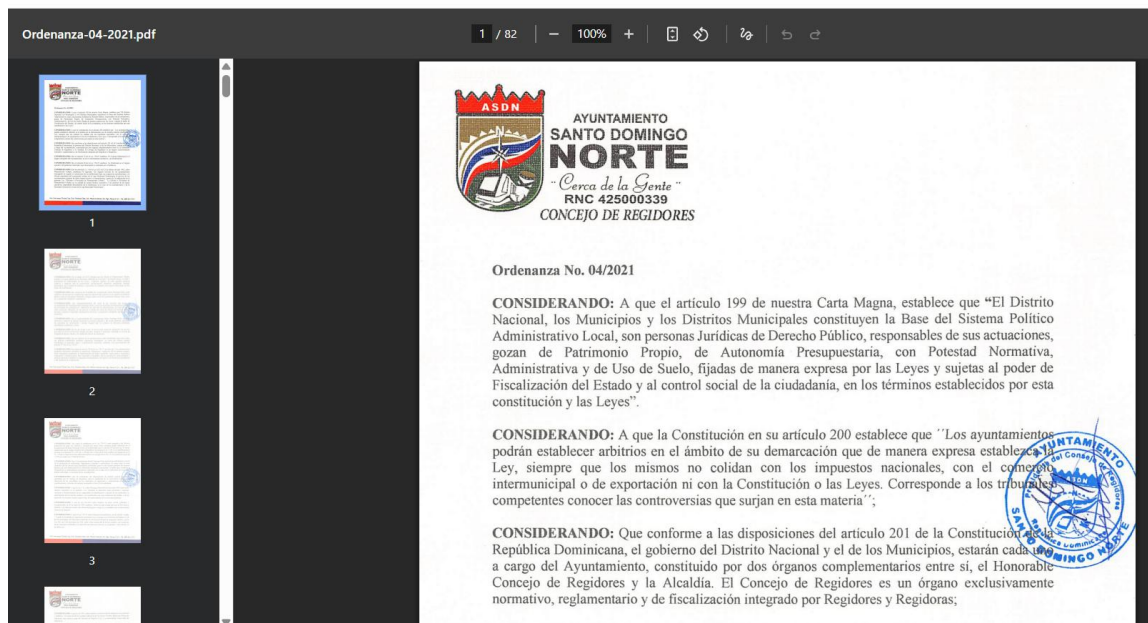 Ordenanza-04-2021.pdf
1 / 82
100%
1
2
3
ASDN
AYUNTAMIENTO
SANTO DOMINGO
NORTE
"Cerca de la Gente"
RNC 425000339
CONCEJO DE REGIDORES
Ordenanza No. 04/2021
CONSIDERANDO: A que el artículo 199 de nuestra Carta Magna, establece que “El Distrito
Nacional, los Municipios y los Distritos Municipales constituyen la Base del Sistema Político
Administrativo Local, son personas Jurídicas de Derecho Público, responsables de sus actuaciones,
gozan de Patrimonio Propio, de Autonomía Presupuestaria, con Potestad Normativa,
Administrativa y de Uso de Suelo, fijadas de manera expresa por las Leyes y sujetas al poder de
Fiscalización del Estado y al control social de la ciudadanía, en los términos establecidos por esta
constitución y las Leyes”.
CONSIDERANDO: A que la Constitución en su artículo 200 establece que ´´Los ayuntamientos
podrán establecer arbitrios en el ámbito de su demarcación que de manera expresa establezca la
Ley, siempre que los mismos no colidan con los impuestos nacionales, con el comercio
intermunicipal o de exportación ni con la Constitución o las Leyes. Corresponde a los tribunales
competentes conocer las controversias que surjan en esta materia´´;
CONSIDERANDO: Que conforme a las disposiciones del articulo 201 de la Constitución de la
República Dominicana, el gobierno del Distrito Nacional y el de los Municipios, estarán cada uno
a cargo del Ayuntamiento, constituido por dos órganos complementarios entre sí, el Honorable
Concejo de Regidores y la Alcaldía. El Concejo de Regidores es un órgano exclusivamente
normativo, reglamentario y de fiscalización integrado por Regidores y Regidoras;
AYUNTAMIENTO
del Consejo de Regidores
ASDN
República Dominicana
SANTO DOMINGO NORTE